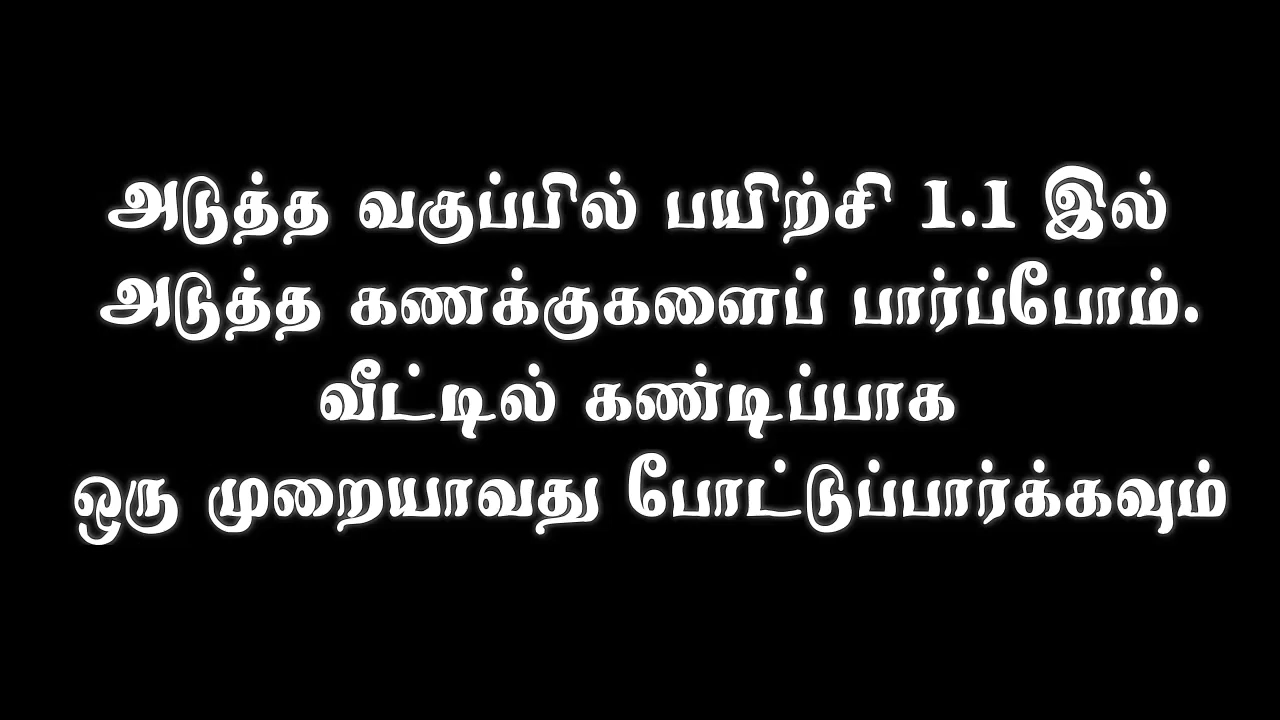 அடுத்த வகுப்பில் பயிற்சி 1.1 இல்
அடுத்த கணக்குகளைப் பார்ப்போம்.
வீட்டில் கண்டிப்பாக
ஒரு முறையாவது போட்டுப்பார்க்கவும்